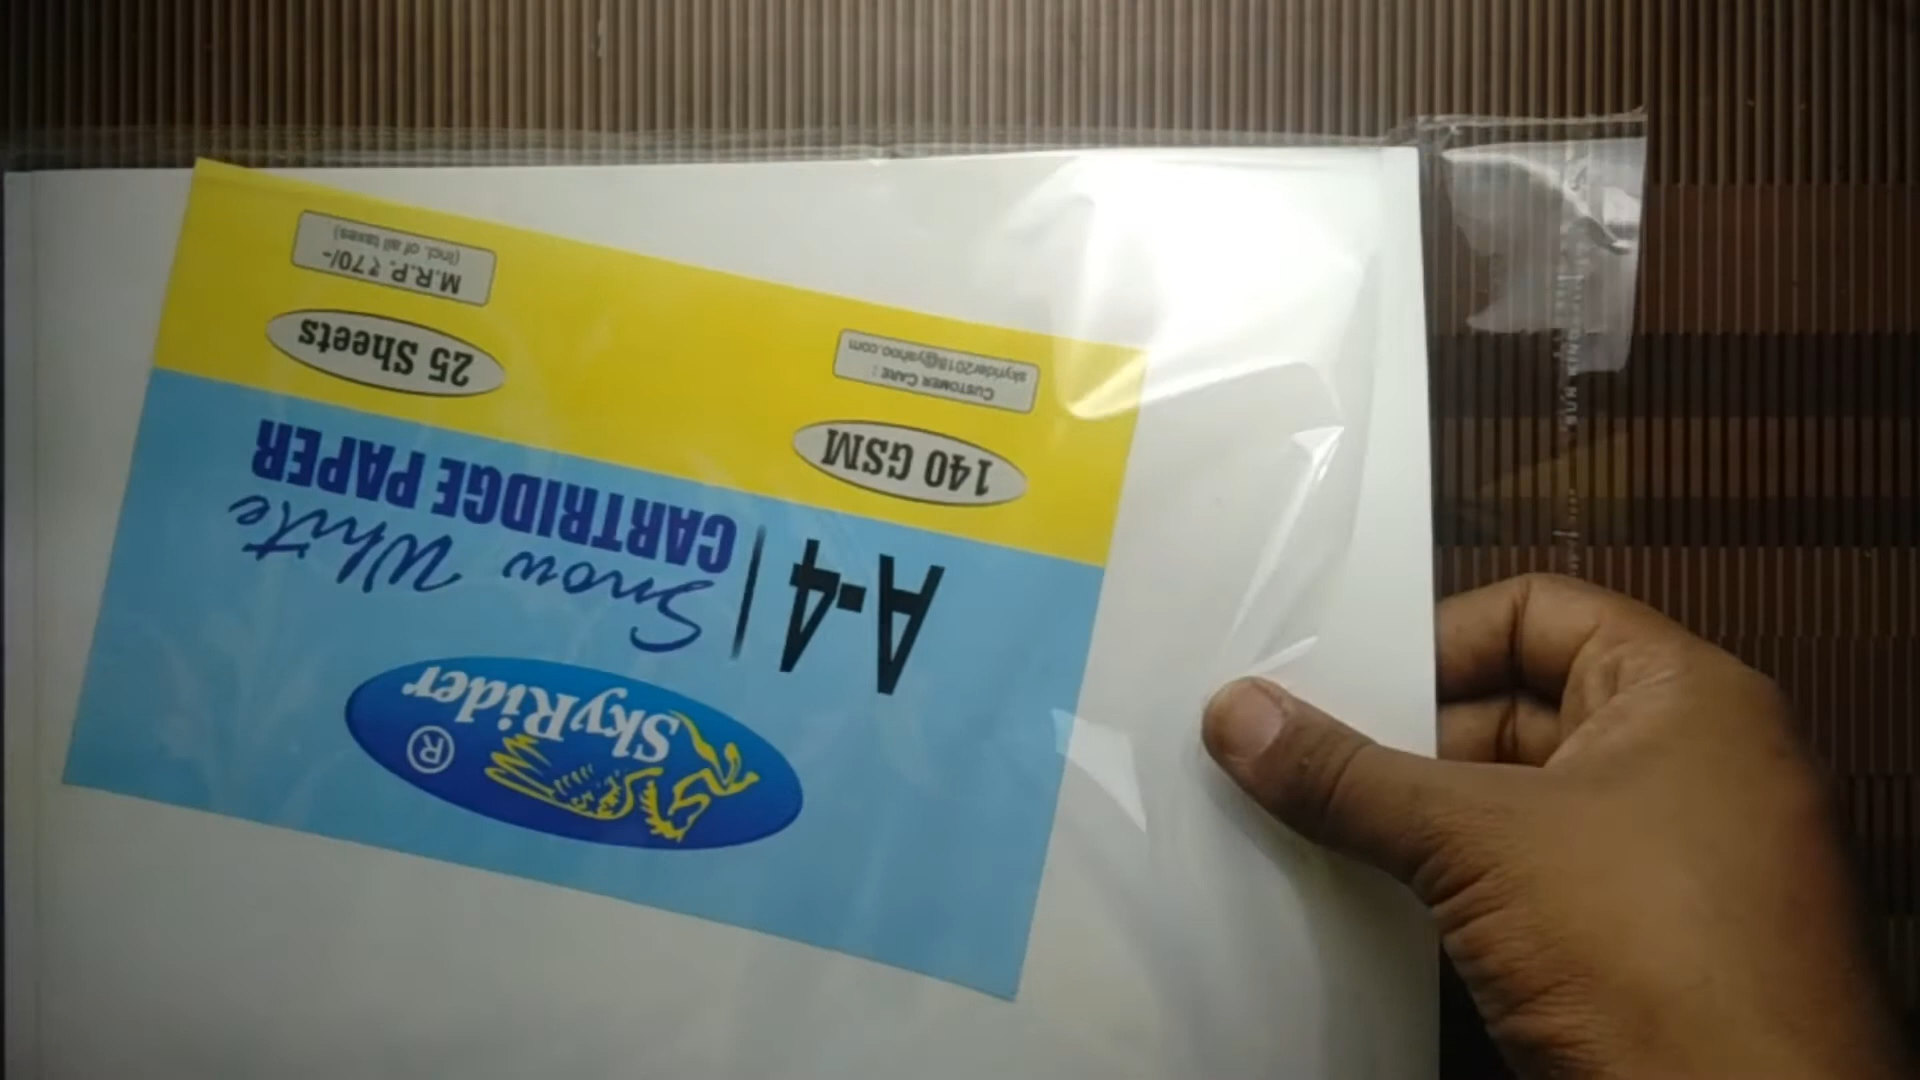 SkyRider
R
A-4
Snow White
CARTRIDGE PAPER
140 GSM
25 Sheets
CUSTOMER CARE :
skyrider2018@yahoo.com
M.R.P. ₹ 70/-
(Incl. of all taxes)